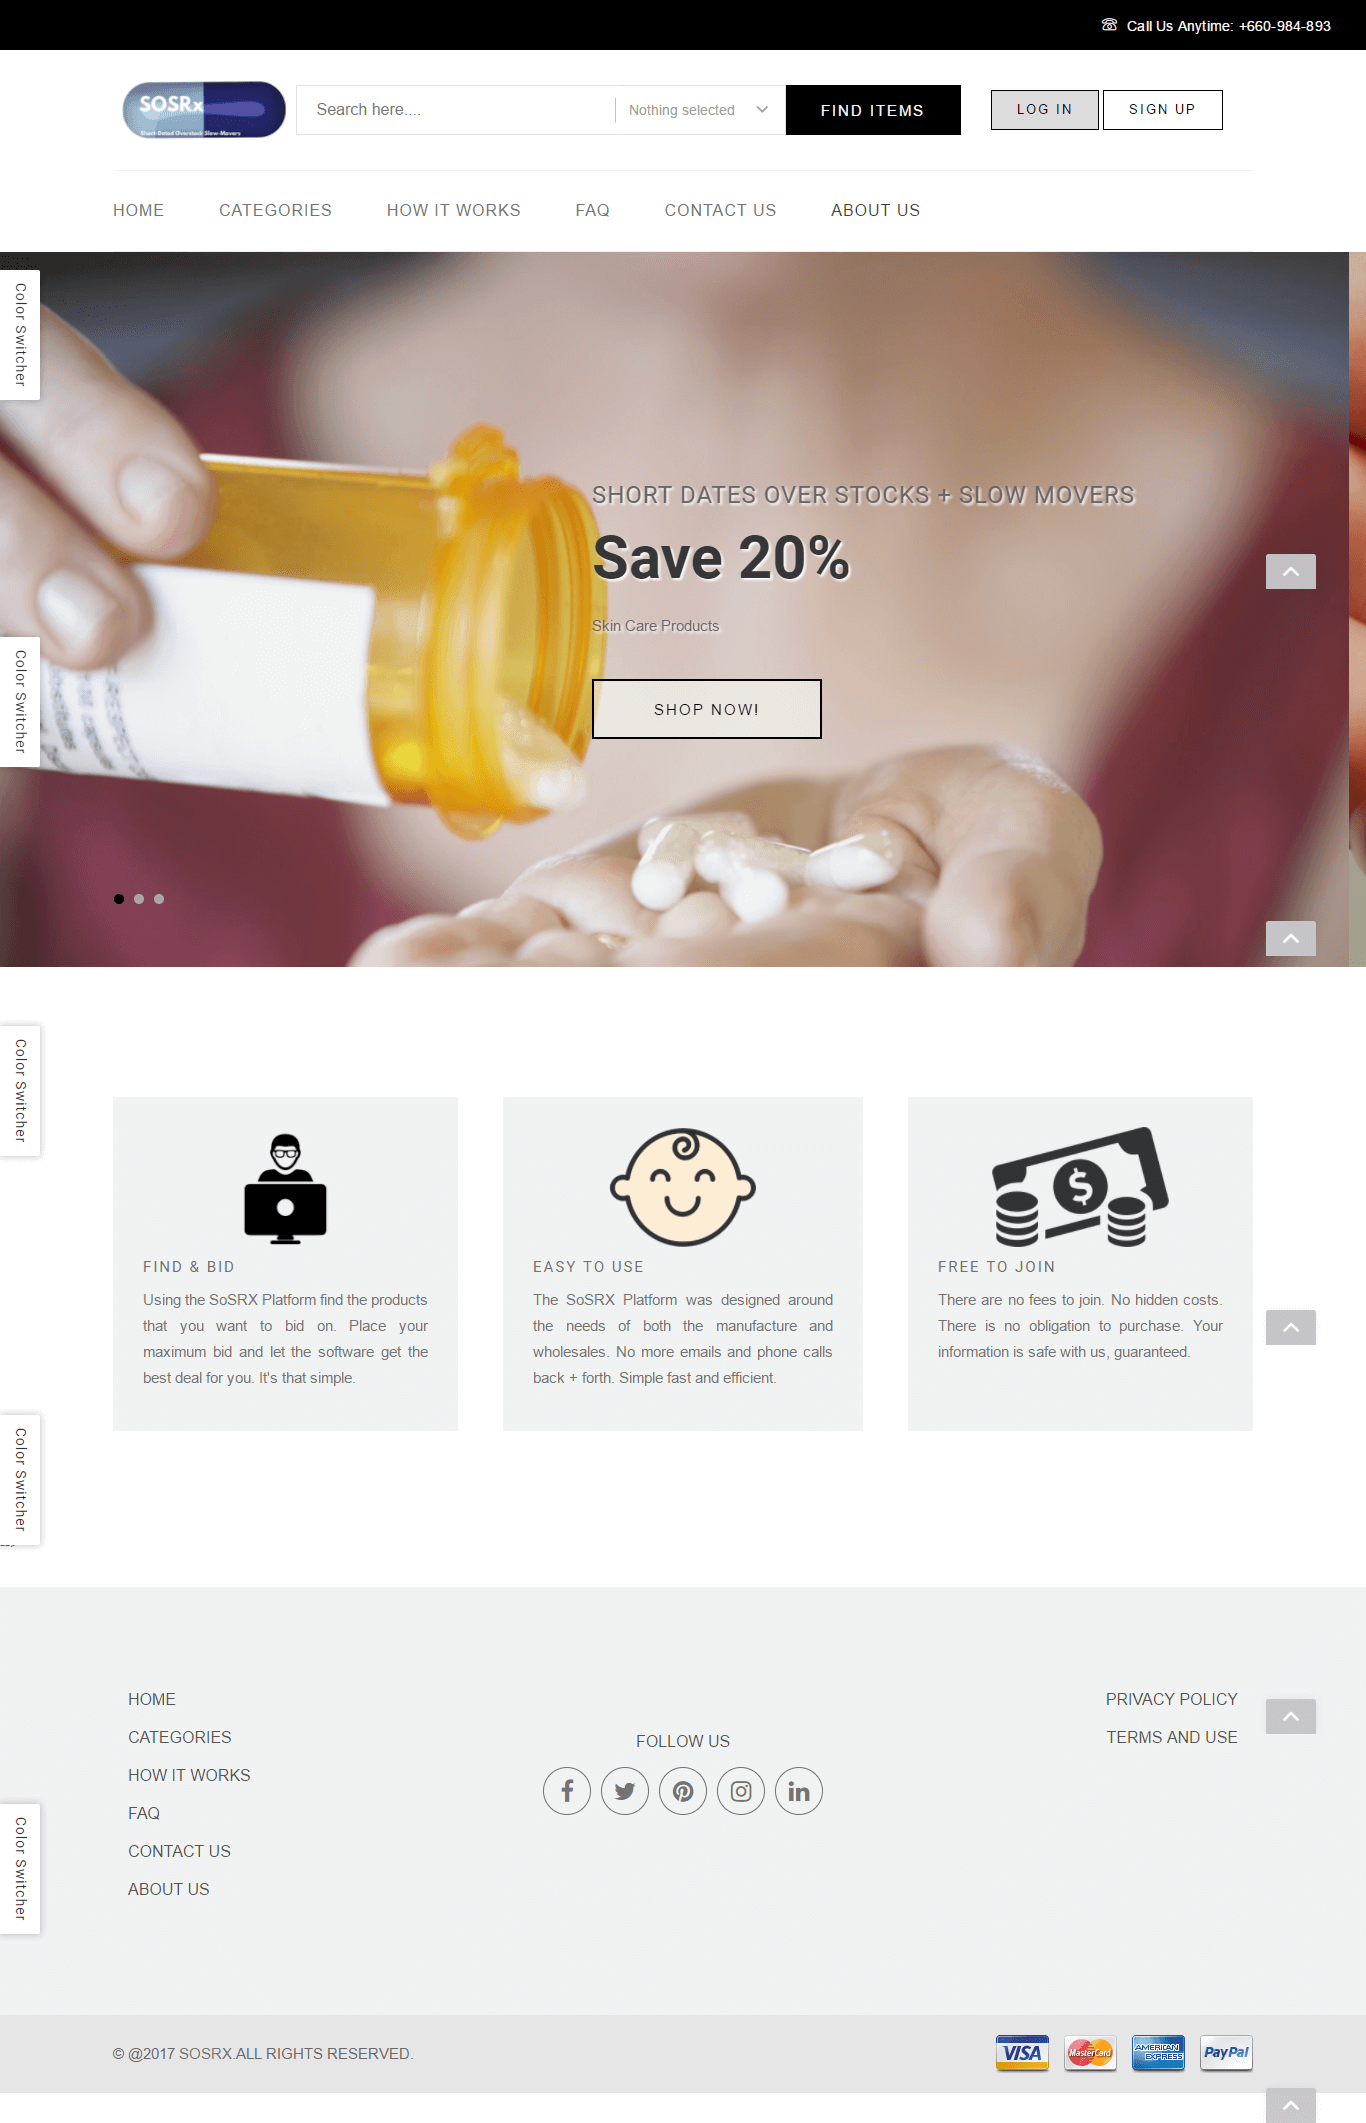 Call Us Anytime: +660-984-893
SOSRx
Short-Dated Overstock Slow-Movers
Search here....
Nothing selected
FIND ITEMS
LOG IN
SIGN UP
HOME
CATEGORIES
HOW IT WORKS
FAQ
CONTACT US
ABOUT US
Color Switcher
SHORT DATES OVER STOCKS + SLOW MOVERS
Save 20%
Skin Care Products
Color Switcher
SHOP NOW!
Color Switcher
FIND & BID
Using the SoSRX Platform find the products
that you want to bid on. Place your
maximum bid and let the software get the
best deal for you. It's that simple.
EASY TO USE
The SoSRX Platform was designed around
the needs of both the manufacture and
wholesales. No more emails and phone calls
back + forth. Simple fast and efficient.
$
FREE TO JOIN
There are no fees to join. No hidden costs.
There is no obligation to purchase. Your
information is safe with us, guaranteed.
Color Switcher
HOME
CATEGORIES
HOW IT WORKS
FAQ
CONTACT US
ABOUT US
FOLLOW US
PRIVACY POLICY
TERMS AND USE
Color Switcher
© @2017 SOSRX.ALL RIGHTS RESERVED.
VISA
MasterCard
AMERICAN
EXPRESS
PayPal